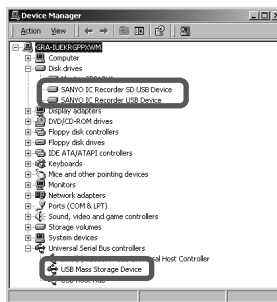 Device Manager
Action View
GRA-IUEKRGPPXWMI
Computer
Disk drives
SANYO IC Recorder SD USB Device
SANYO IC Recorder USB Device
Display adapters
DVD/CD-ROM drives
Floppy disk controllers
Floppy disk drives
IDE ATA/ATAPI controllers
Keyboards
Mice and other pointing devices
Monitors
Network adapters
Ports (COM & LPT)
Sound, video and game controllers
Storage volumes
System devices
Universal Serial Bus controllers
Universal Host Controller
USB Mass Storage Device
USB Root Hub